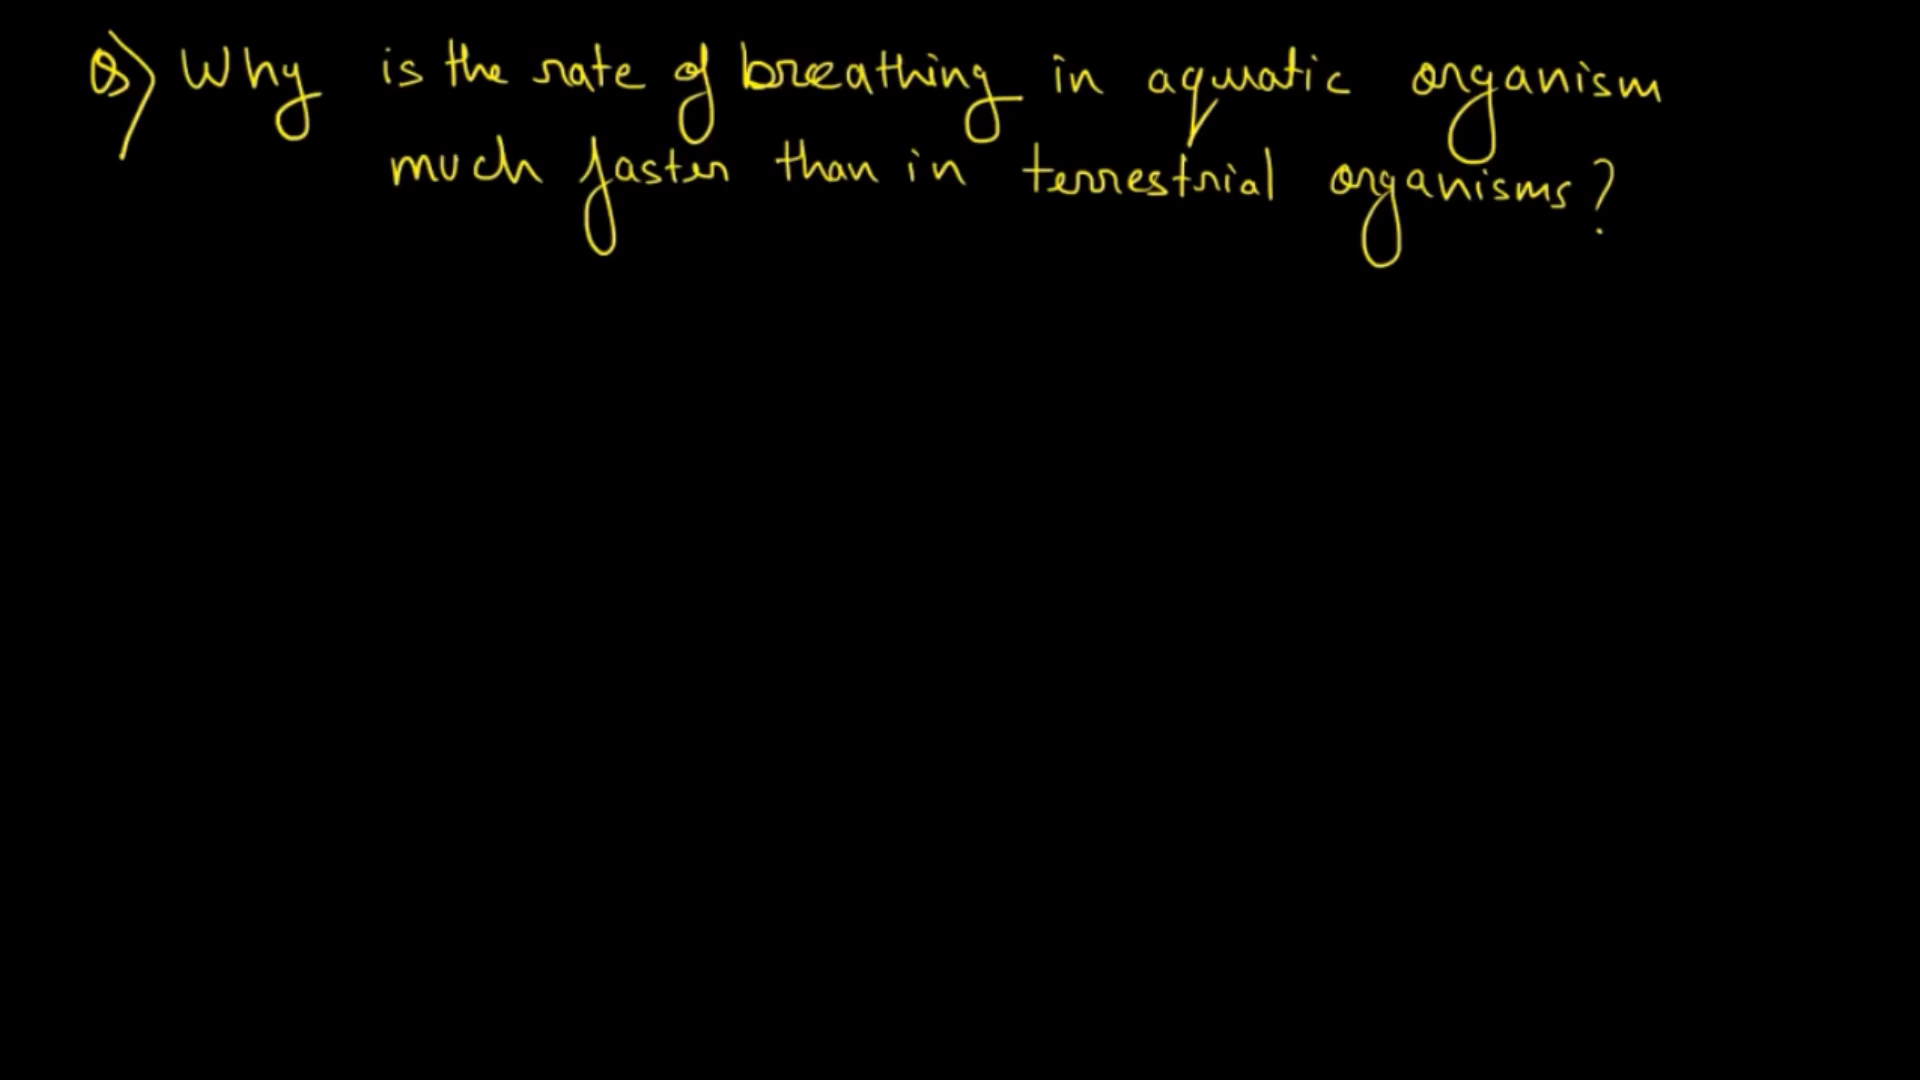 Q) Why is the rate of breathing in aquatic organism
much faster than in terrestrial organisms?